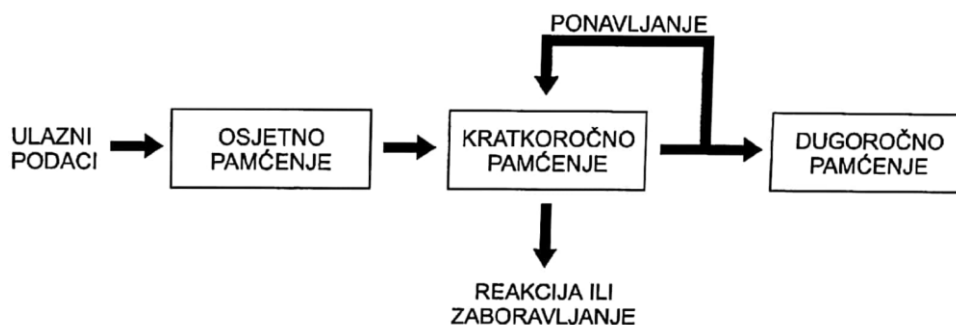 PONAVLJANJE
ULAZNI
PODACI
OSJETNO
PAMĆENJE
KRATKOROČNO
PAMĆENJE
DUGOROČNO
PAMĆENJE
REAKCIJA ILI
ZABORAVLJANJE